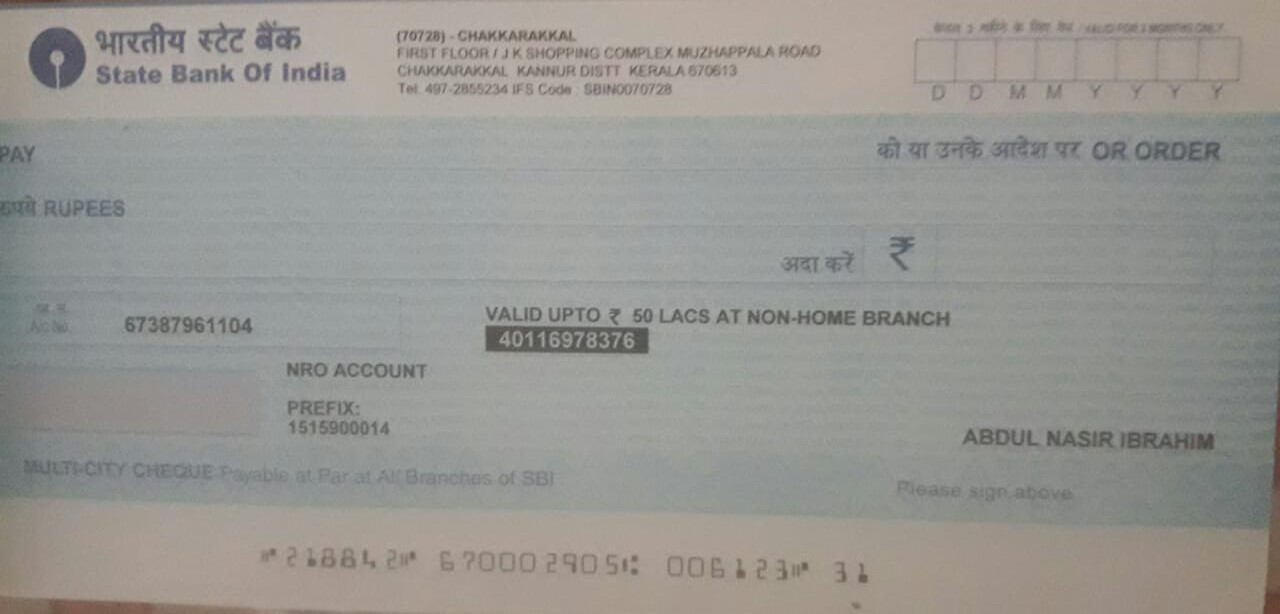 भारतीय स्टेट बैंक
State Bank Of India
(70728) - CHAKKARAKKAL
FIRST FLOOR / J K SHOPPING COMPLEX MUZHAPPALA ROAD
CHAKKARAKKAL KANNUR DISTT KERALA 670613
Tel: 497-2855234 IFS Code : SBIN0070728
केवल 3 महीने के लिए वैध / VALID FOR 3 MONTHS ONLY
D D M M Y Y Y Y
PAY
को या उनके आदेश पर OR ORDER
रुपये RUPEES
अदा करें ₹
A/c No.
67387961104
VALID UPTO ₹ 50 LACS AT NON-HOME BRANCH
40116978376
NRO ACCOUNT
PREFIX:
1515900014
ABDUL NASIR IBRAHIM
MULTI-CITY CHEQUE Payable at Par at All Branches of SBI
Please sign above
⑈218842⑈ 670002905⑆ 006123⑈ 31